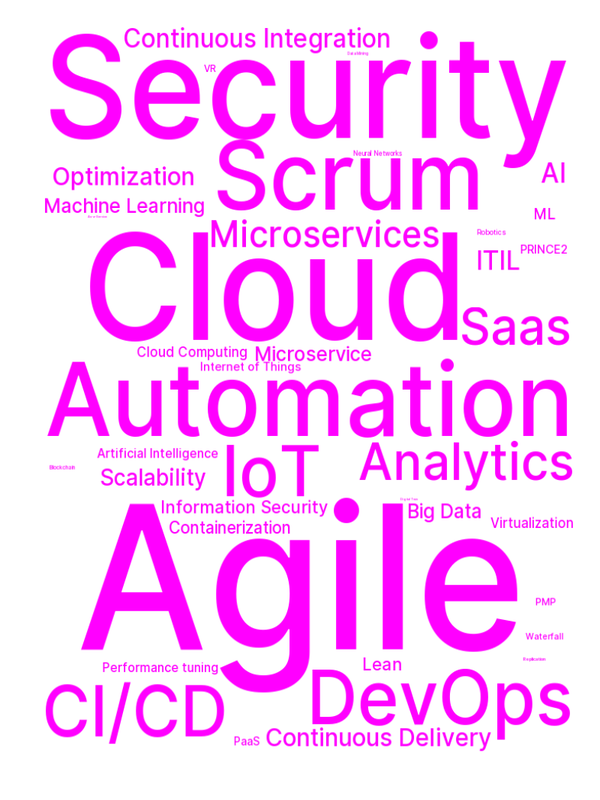 Continuous Integration
Security
VR
Neural Networks
Scrum
AI
Optimization
Machine Learning
ML
Microservices
Robotics
PRINCE2
ITIL
Cloud
Saas
Cloud Computing
Microservice
Internet of Things
Automation
Artificial Intelligence
Analytics
IoT
Blockchain
Scalability
Information Security
Big Data
Virtualization
Containerization
Agile
PMP
Waterfall
Lean
Performance tuning
CI/CD
DevOps
PaaS
Continuous Delivery